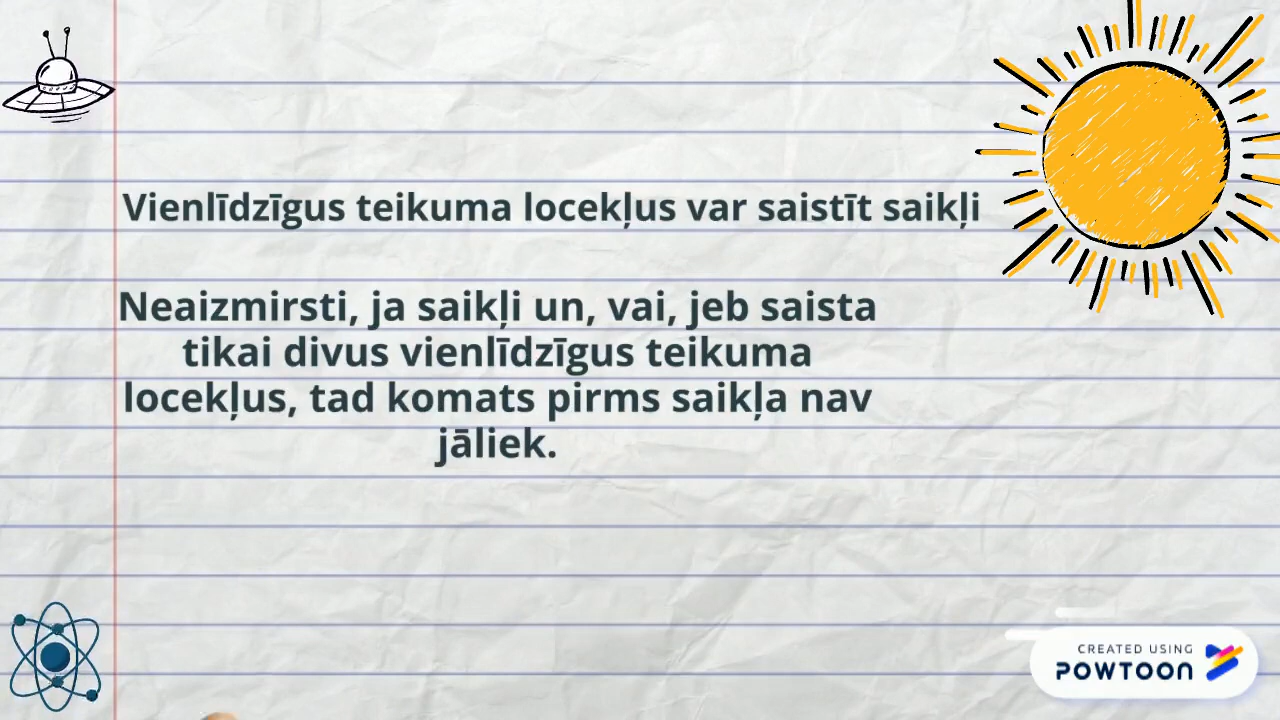 Vienlīdzīgus teikuma locekļus var saistīt saikļi
Neaizmirsti, ja saikļi un, vai, jeb saista
tikai divus vienlīdzīgus teikuma
locekļus, tad komats pirms saikļa nav
jāliek.
CREATED USING
POWTOON